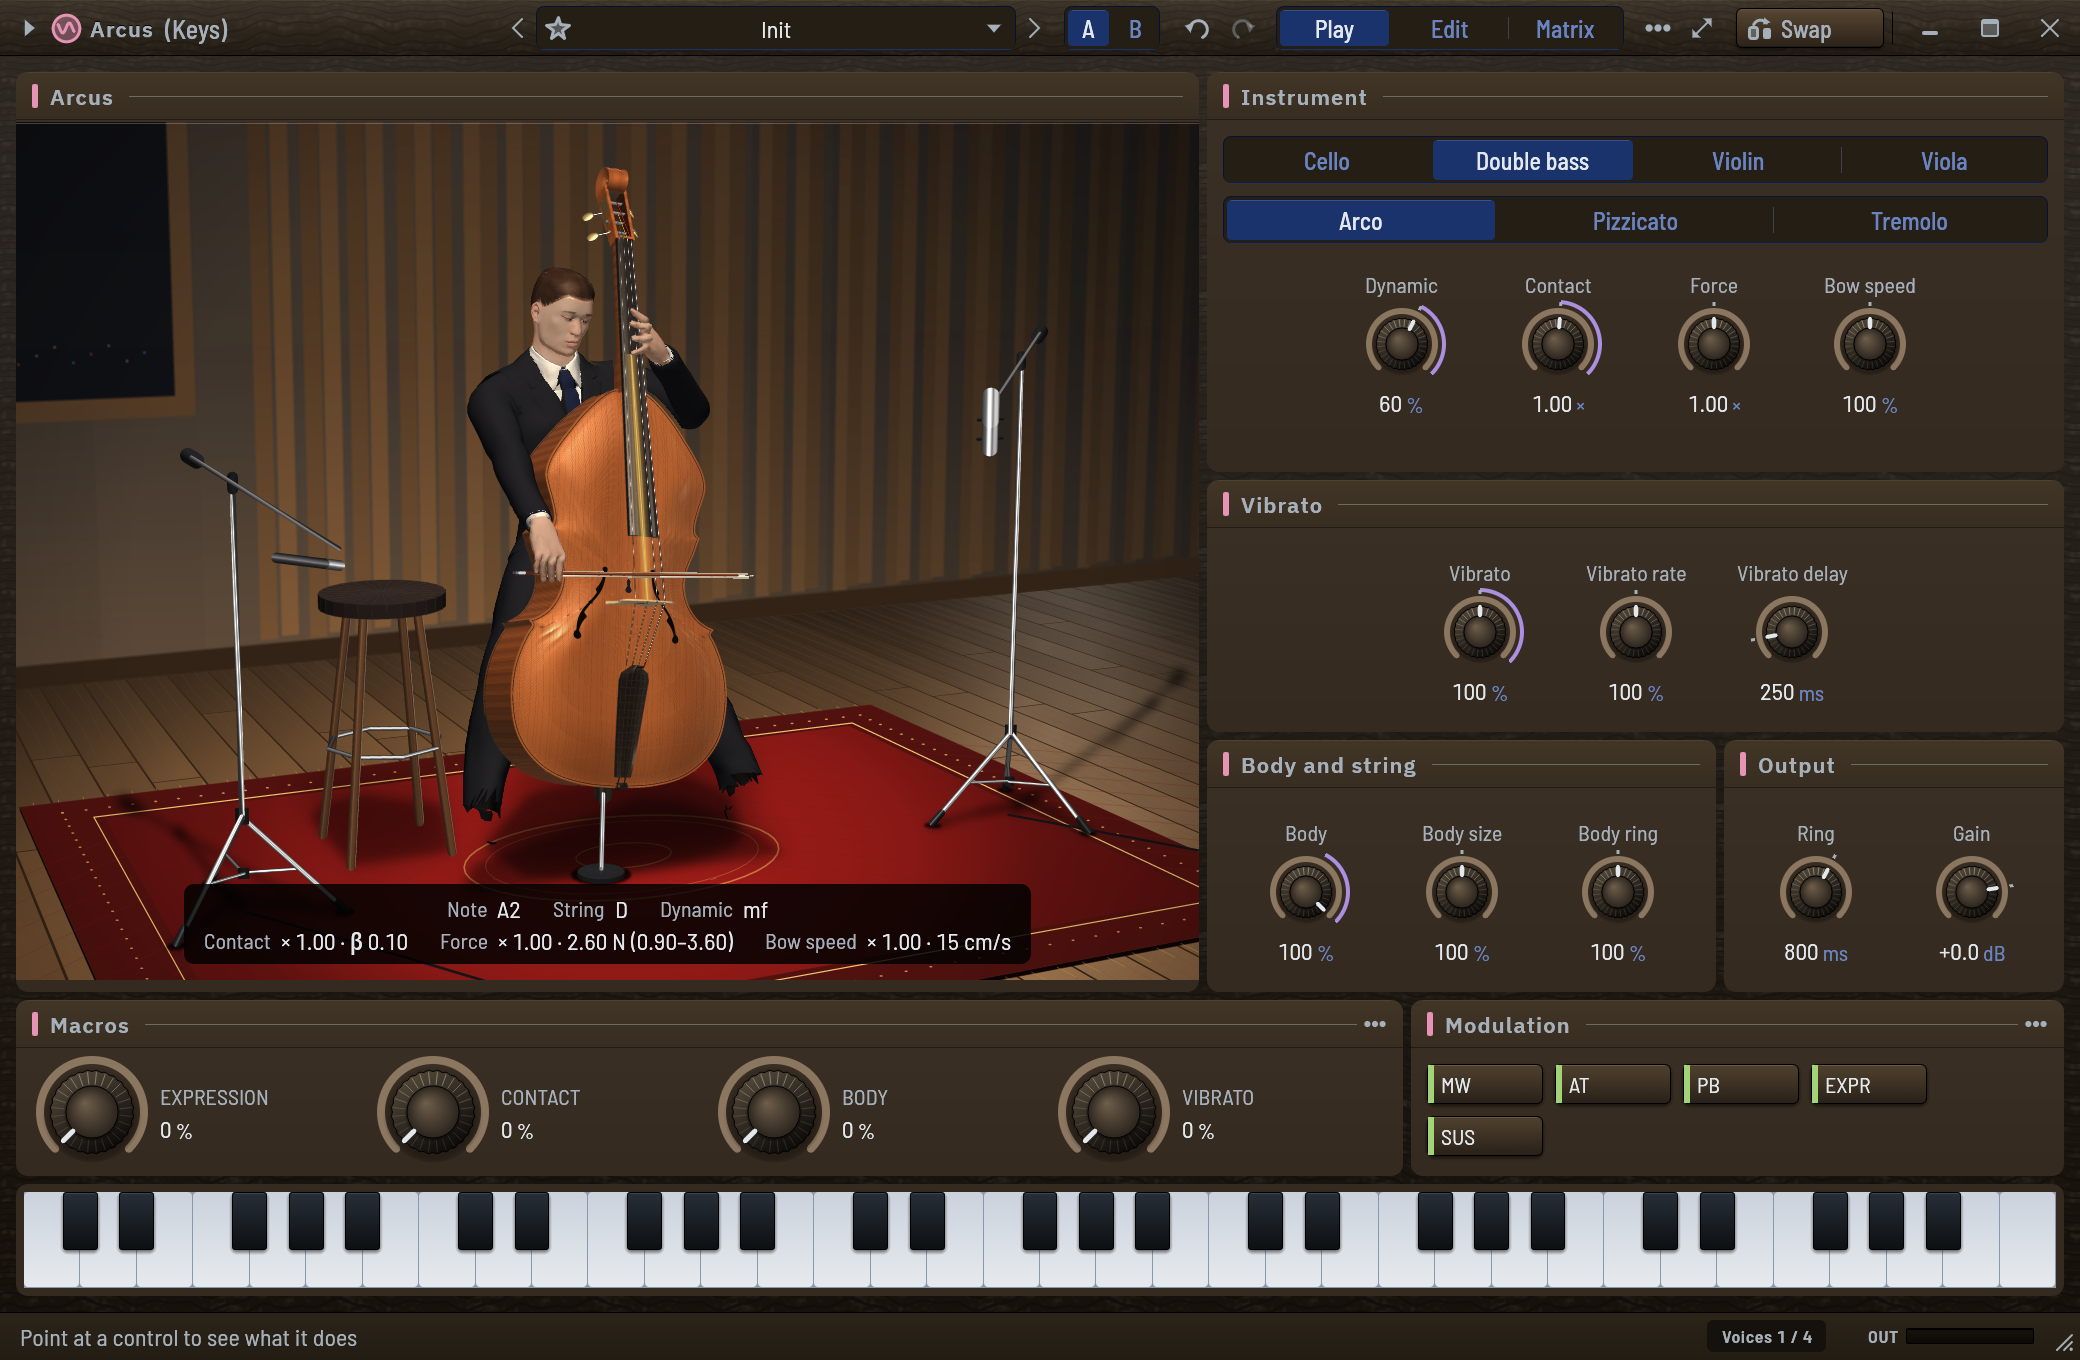 Arcus (Keys)
Init
A B
Play Edit Matrix
Swap
Arcus
Note A2 String D Dynamic mf
Contact × 1.00 · β 0.10 Force × 1.00 · 2.60 N (0.90–3.60) Bow speed × 1.00 · 15 cm/s
Instrument
Cello Double bass Violin Viola
Arco Pizzicato Tremolo
Dynamic Contact Force Bow speed
60 % 1.00 × 1.00 × 100 %
Vibrato
Vibrato Vibrato rate Vibrato delay
100 % 100 % 250 ms
Body and string
Body Body size Body ring
100 % 100 % 100 %
Output
Ring Gain
800 ms +0.0 dB
Macros
EXPRESSION
0 %
CONTACT
0 %
BODY
0 %
VIBRATO
0 %
Modulation
MW AT PB EXPR
SUS
Point at a control to see what it does
Voices 1 / 4
OUT